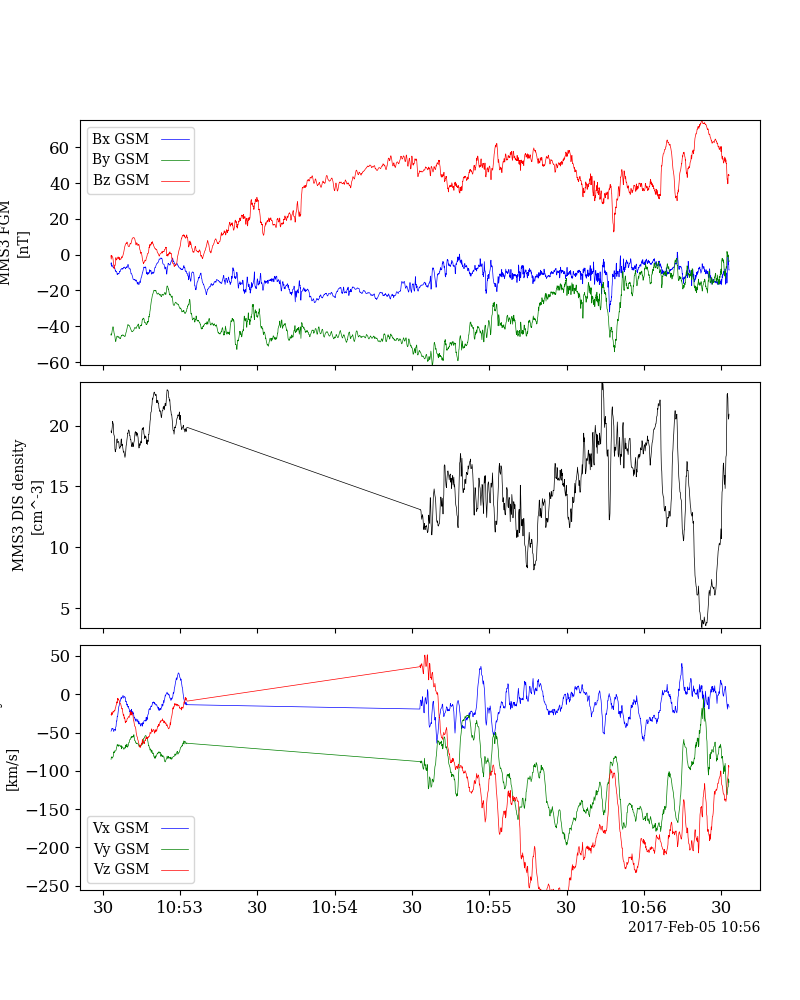 Bx GSM
By GSM
Bz GSM
60
40
20
0
−20
−40
−60
MMS3 FGM
[nT]
20
15
10
5
MMS3 DIS density
[cm^-3]
50
0
−50
−100
−150
−200
−250
[km/s]
Vx GSM
Vy GSM
Vz GSM
30 10:53 30 10:54 30 10:55 30 10:56 30
2017-Feb-05 10:56